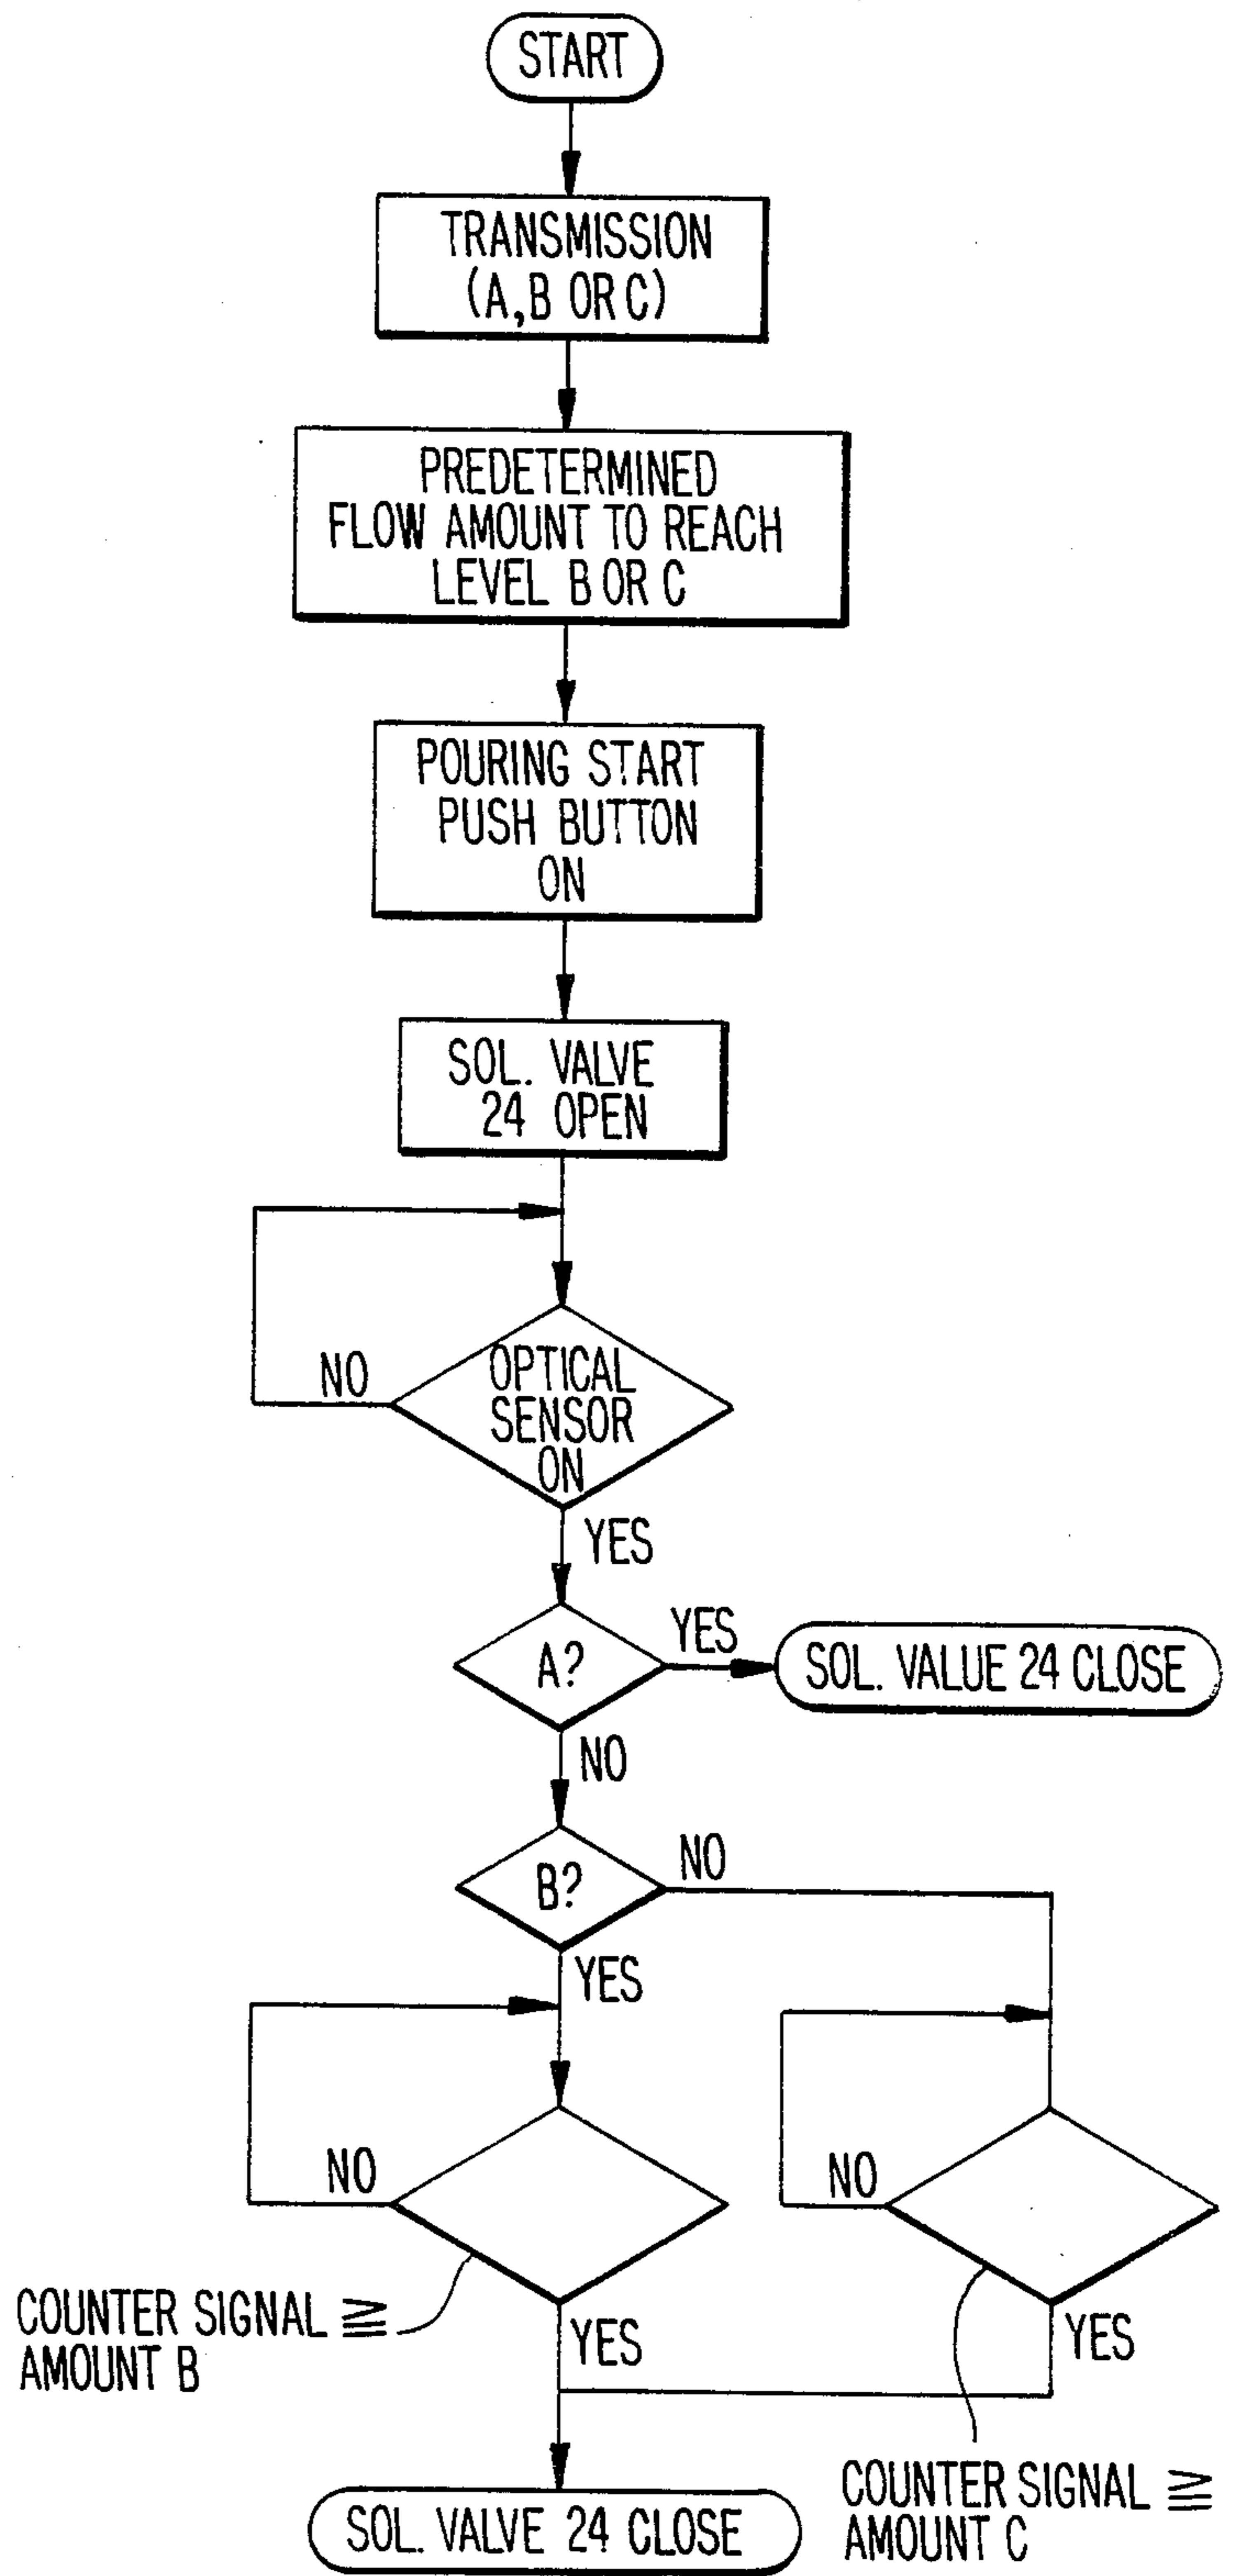 START
TRANSMISSION
(A, B OR C)
PREDETERMINED
FLOW AMOUNT TO REACH
LEVEL B OR C
POURING START
PUSH BUTTON
ON
SOL. VALVE
24 OPEN
NO
OPTICAL
SENSOR
ON
YES
A?
YES
SOL. VALUE 24 CLOSE
NO
B?
NO
YES
NO
NO
COUNTER SIGNAL ≧
AMOUNT B
YES
YES
COUNTER SIGNAL ≧
AMOUNT C
SOL. VALVE 24 CLOSE